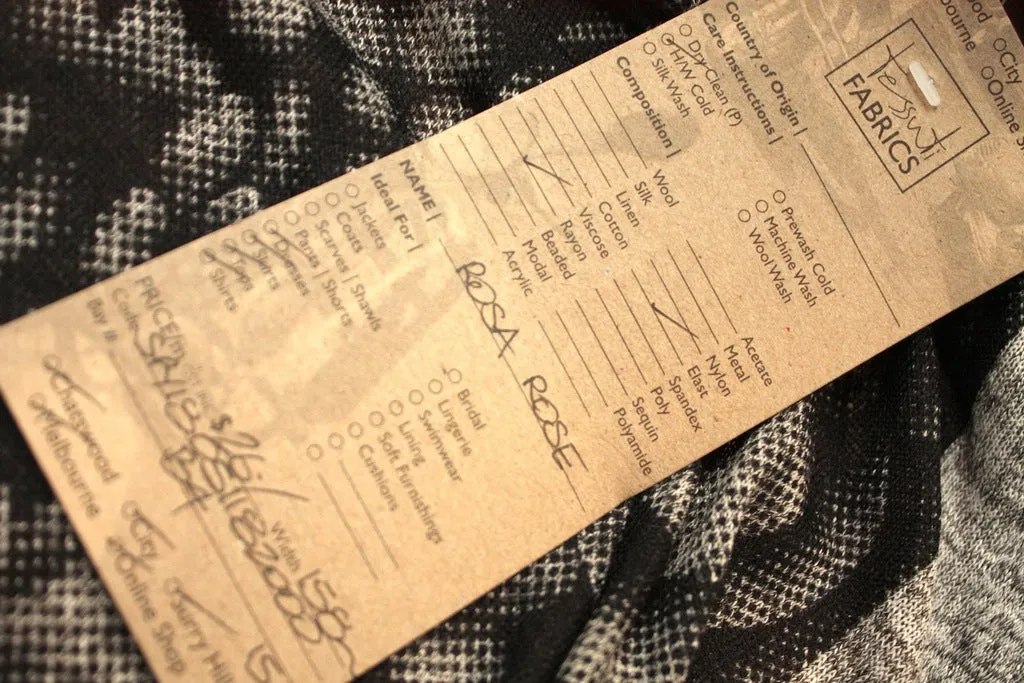 Tessuti
FABRICS
bourne
City
Online S
Country of Origin |
Care Instructions |
Dry Clean (P)
H/W Cold
Silk Wash
Prewash Cold
Machine Wash
Wool Wash
Composition |
Wool
Silk
Linen
Cotton
Viscose
Rayon
Beaded
Modal
Acrylic
Acetate
Metal
Nylon
Elast
Spandex
Poly
Sequin
Polyamide
NAME | ROSA ROSE
Ideal For |
Jackets
Coats
Scarves | Shawls
Pants | Shorts
Dresses
Skirts
Tops
Shirts
Bridal
Lingerie
Swimwear
Lining
Soft Furnishings
Cushions
PRICE $26/ Width 158
Code
Bay #
Chatswood
City
Surry Hil
Melbourne
Online Shop